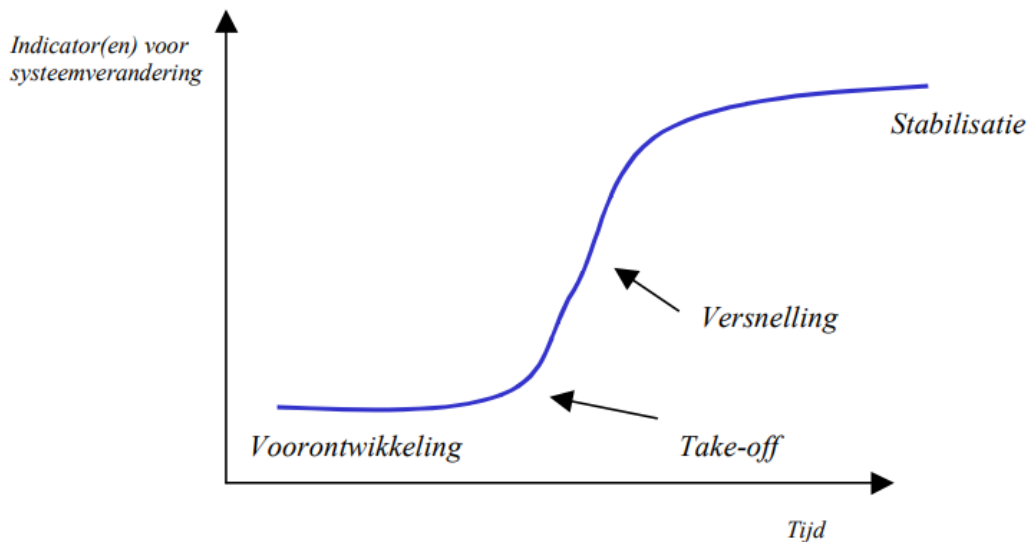 Indicator(en) voor
systeemverandering
Stabilisatie
Versnelling
Voorontwikkeling
Take-off
Tijd